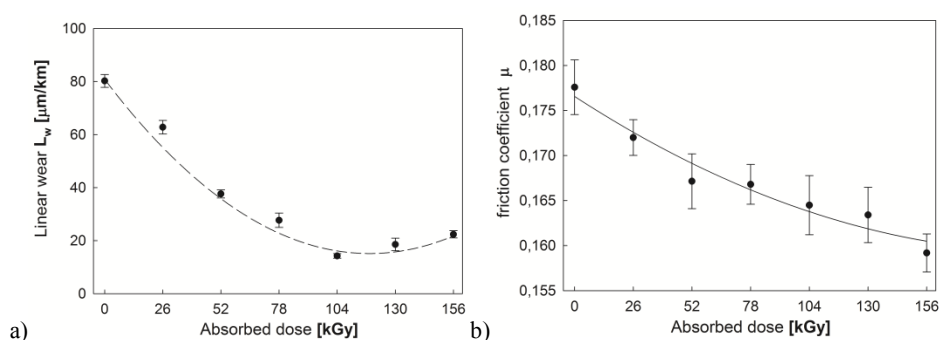 100
80
60
40
20
0
Linear wear Lw [μm/km]
0 26 52 78 104 130 156
Absorbed dose [kGy]
a)
0,185
0,180
0,175
0,170
0,165
0,160
0,155
friction coefficient μ
0 26 52 78 104 130 156
Absorbed dose [kGy]
b)